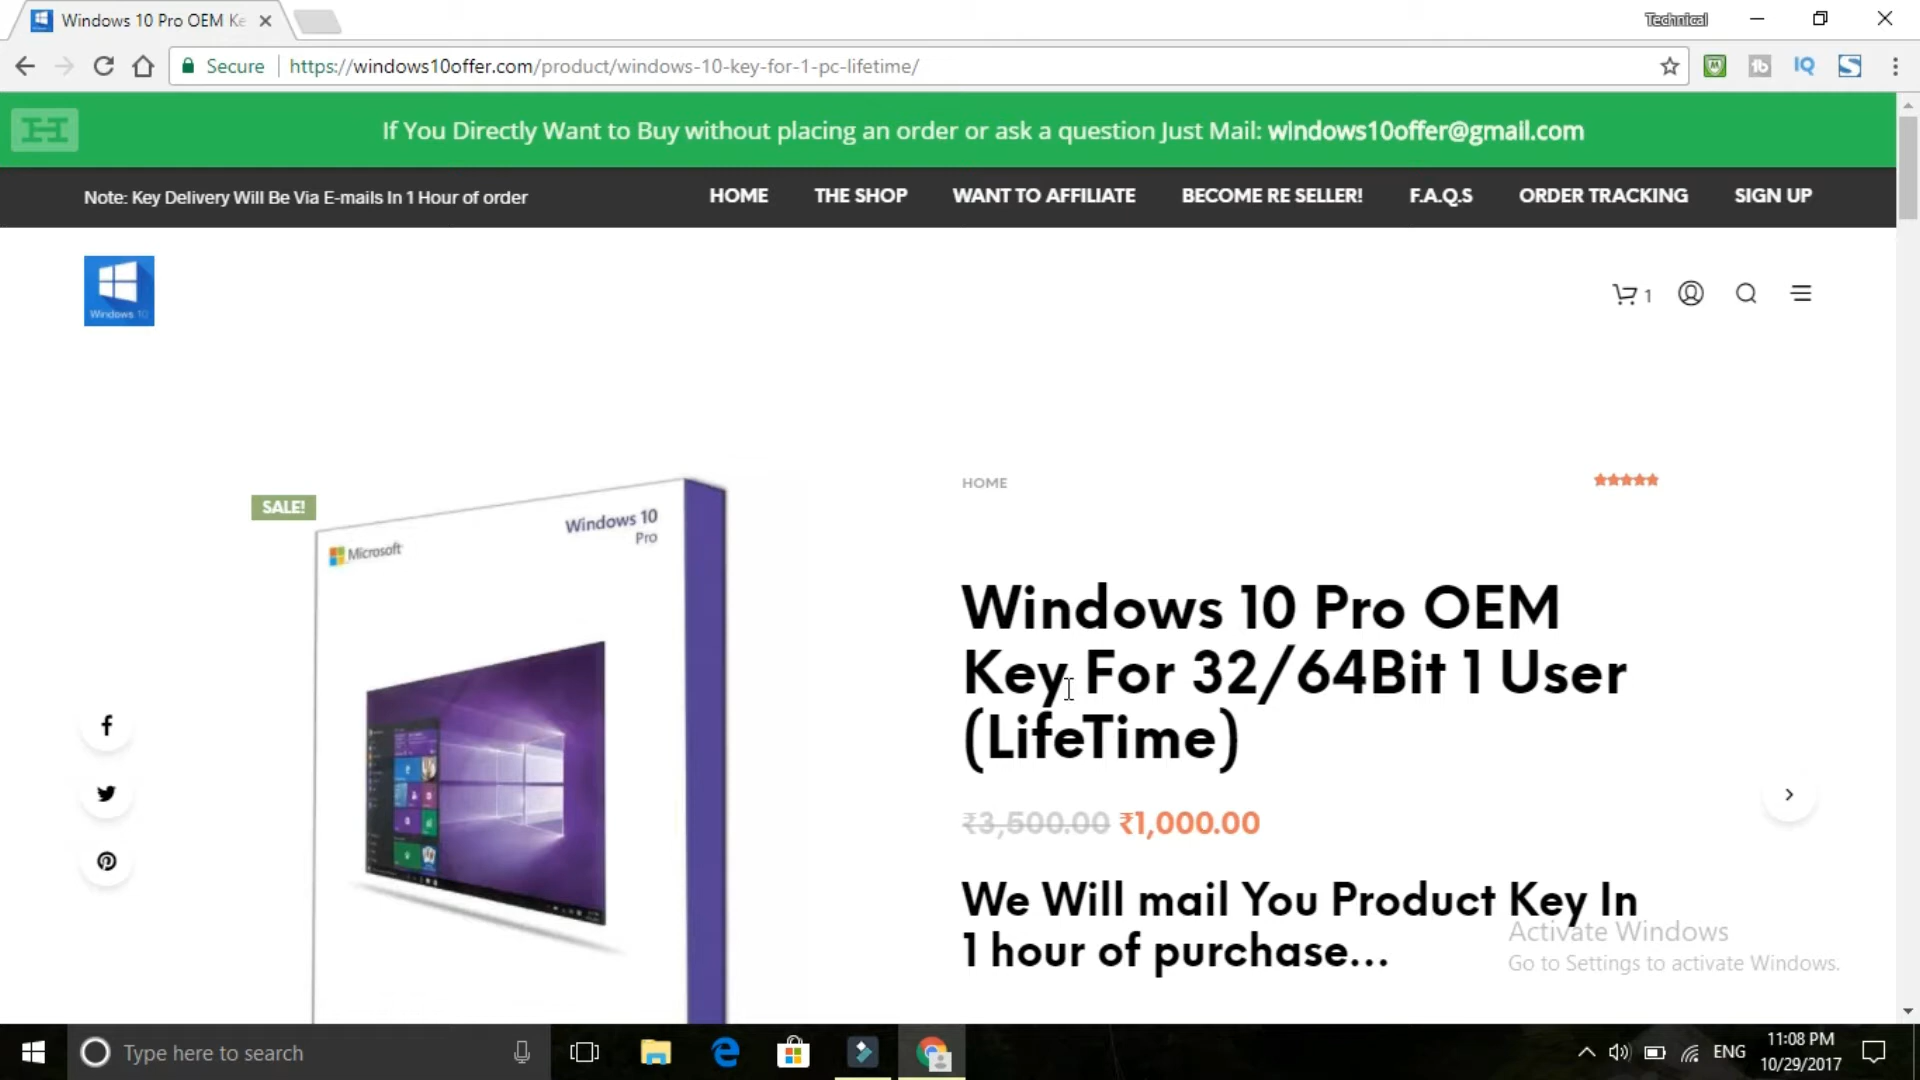 Windows 10 Pro OEM Ke
Technical
Secure
https://windows10offer.com/product/windows-10-key-for-1-pc-lifetime/
If You Directly Want to Buy without placing an order or ask a question Just Mail: windows10offer@gmail.com
Note: Key Delivery Will Be Via E-mails In 1 Hour of order
HOME THE SHOP WANT TO AFFILIATE BECOME RE SELLER! F.A.Q.S ORDER TRACKING SIGN UP
Windows 10
1
HOME
SALE!
Windows 10
Pro
Microsoft
Windows 10 Pro OEM
Key For 32/64Bit 1 User
(LifeTime)
₹3,500.00 ₹1,000.00
We Will mail You Product Key In
1 hour of purchase...
Activate Windows
Go to Settings to activate Windows.
Type here to search
ENG
11:08 PM
10/29/2017